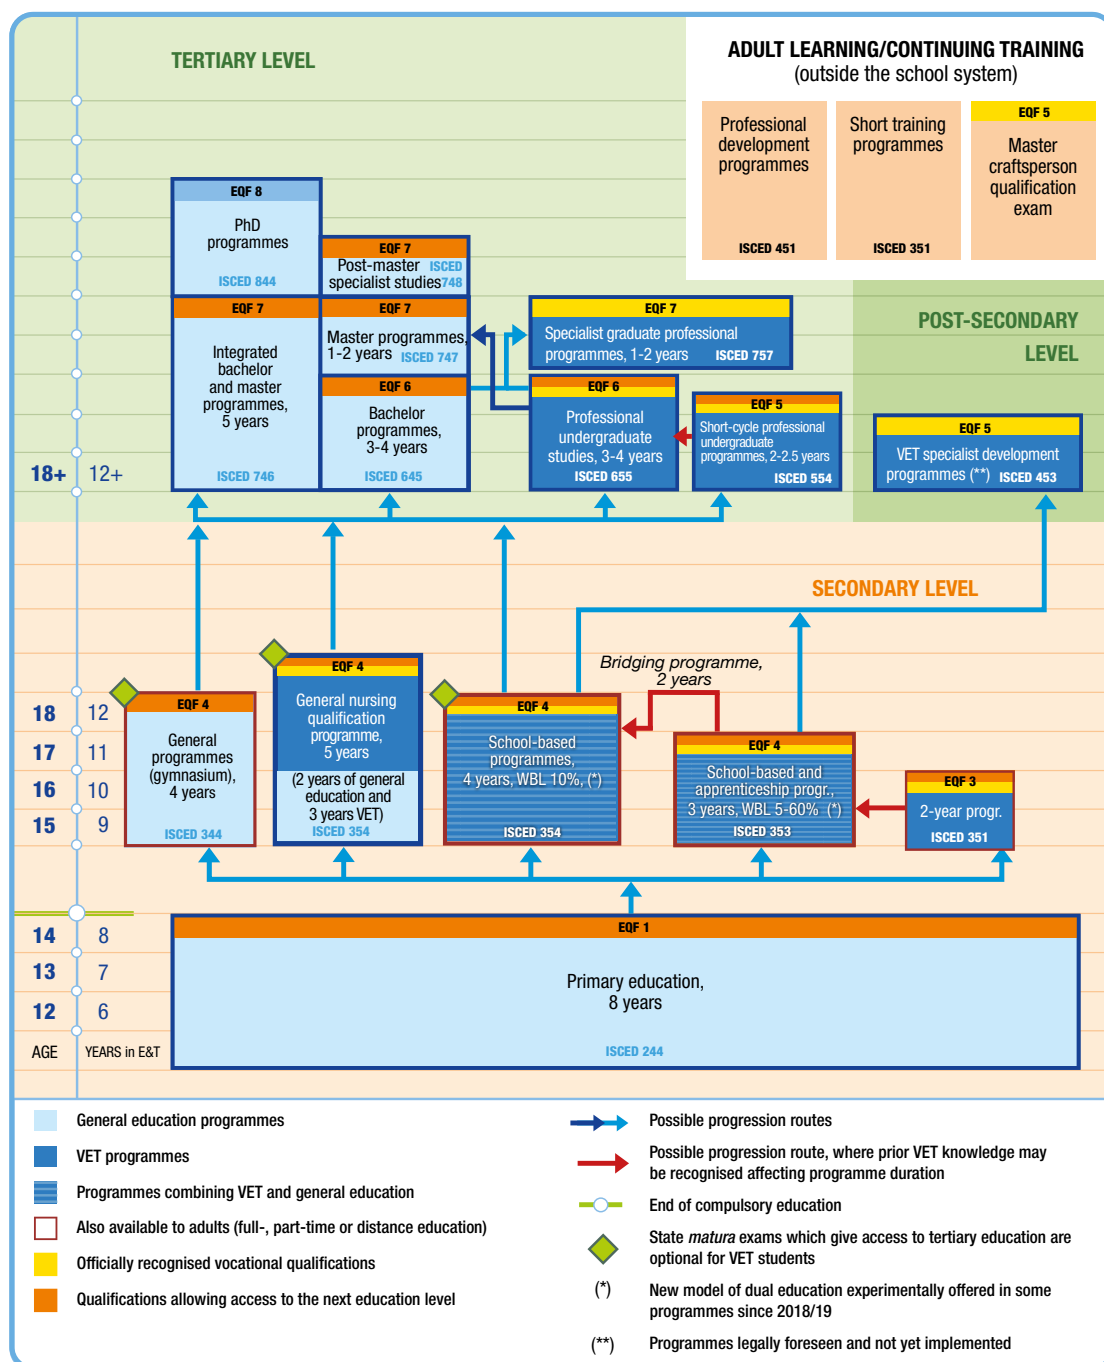 TERTIARY LEVEL
ADULT LEARNING/CONTINUING TRAINING
(outside the school system)
Professional
development
programmes
ISCED 451
Short training
programmes
ISCED 351
EQF 5
Master
craftsperson
qualification
exam
EQF 8
PhD
programmes
ISCED 844
EQF 7
Post-master ISCED
specialist studies 748
EQF 7
Integrated
bachelor
and master
programmes,
5 years
ISCED 746
EQF 7
Master programmes,
1-2 years ISCED 747
EQF 6
Bachelor
programmes,
3-4 years
ISCED 645
EQF 7
Specialist graduate professional
programmes, 1-2 years ISCED 757
EQF 6
Professional
undergraduate
studies, 3-4 years
ISCED 655
EQF 5
Short-cycle professional
undergraduate
programmes, 2-2.5 years
ISCED 554
POST-SECONDARY
LEVEL
EQF 5
VET specialist development
programmes (**) ISCED 453
18+ 12+
SECONDARY LEVEL
Bridging programme,
2 years
EQF 4
General
programmes
(gymnasium),
4 years
ISCED 344
EQF 4
General nursing
qualification
programme,
5 years
(2 years of general
education and
3 years VET)
ISCED 354
EQF 4
School-based
programmes,
4 years, WBL 10%, (*)
ISCED 354
EQF 4
School-based and
apprenticeship progr.,
3 years, WBL 5-60% (*)
ISCED 353
EQF 3
2-year progr.
ISCED 351
18 12
17 11
16 10
15 9
EQF 1
Primary education,
8 years
ISCED 244
14 8
13 7
12 6
AGE YEARS in E&T
General education programmes
VET programmes
Programmes combining VET and general education
Also available to adults (full-, part-time or distance education)
Officially recognised vocational qualifications
Qualifications allowing access to the next education level
Possible progression routes
Possible progression route, where prior VET knowledge may
be recognised affecting programme duration
End of compulsory education
State matura exams which give access to tertiary education are
optional for VET students
(*) New model of dual education experimentally offered in some
programmes since 2018/19
(**) Programmes legally foreseen and not yet implemented